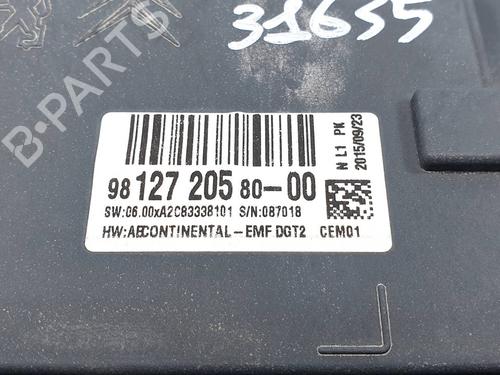 31655
B-PARTS
98 127 205 80-00
SW:06.00xA2C83338101 S/N:087018
HW:AECONTINENTAL-EMF DGT2 CEM01
N L1 PK
2015/09/23